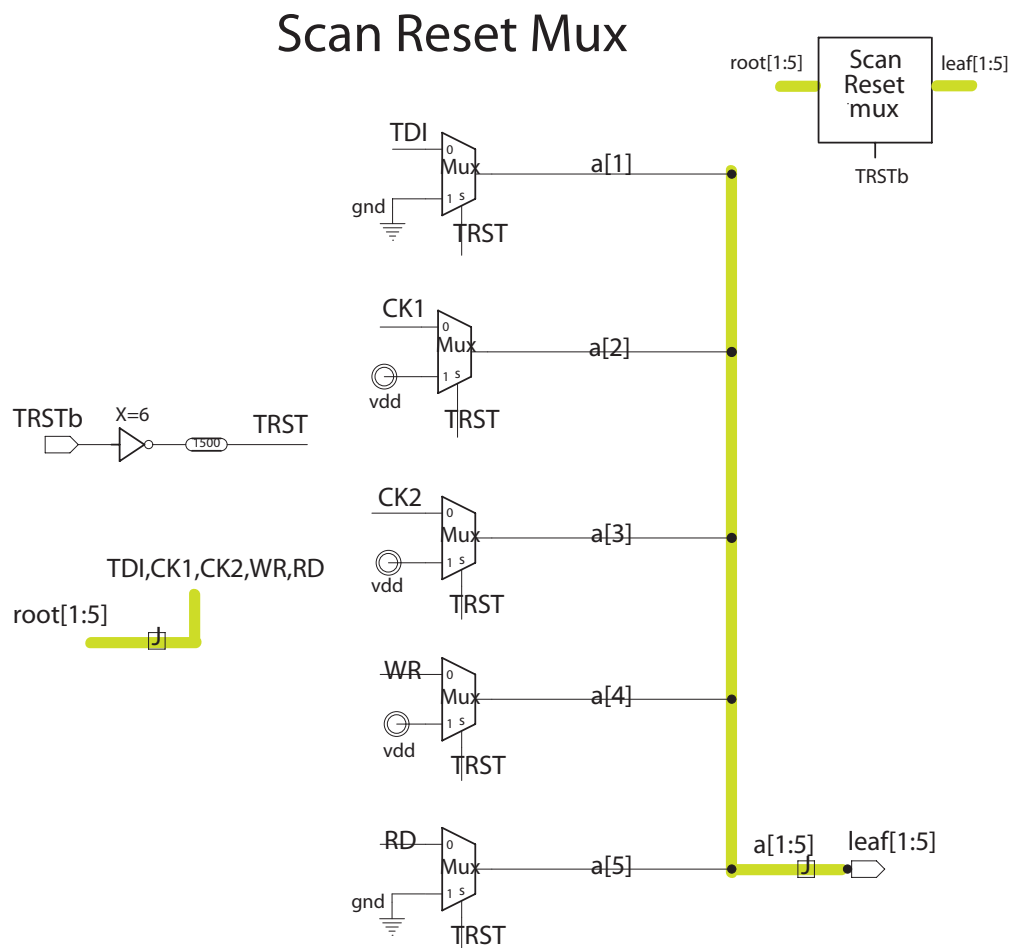 Scan Reset Mux
root[1:5]
Scan
Reset
mux
leaf[1:5]
TRSTb
TDI
0
Mux
1 s
gnd
TRST
a[1]
CK1
0
Mux
1 s
vdd
TRST
a[2]
TRSTb
X=6
1500
TRST
CK2
0
Mux
1 s
vdd
TRST
a[3]
TDI,CK1,CK2,WR,RD
root[1:5]
J
WR
0
Mux
1 s
vdd
TRST
a[4]
RD
0
Mux
1 s
gnd
TRST
a[5]
a[1:5]
J
leaf[1:5]